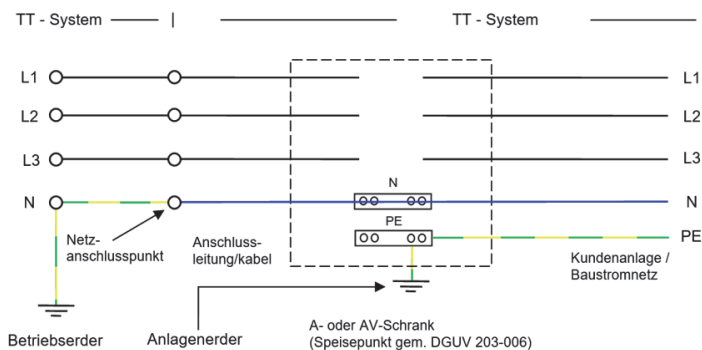 TT - System
TT - System
L1
L1
L2
L2
L3
L3
N
N
N
PE
PE
Netz-
anschlusspunkt
Anschluss-
leitung/kabel
Kundenanlage /
Baustromnetz
Betriebserder
Anlagenerder
A- oder AV-Schrank
(Speisepunkt gem. DGUV 203-006)